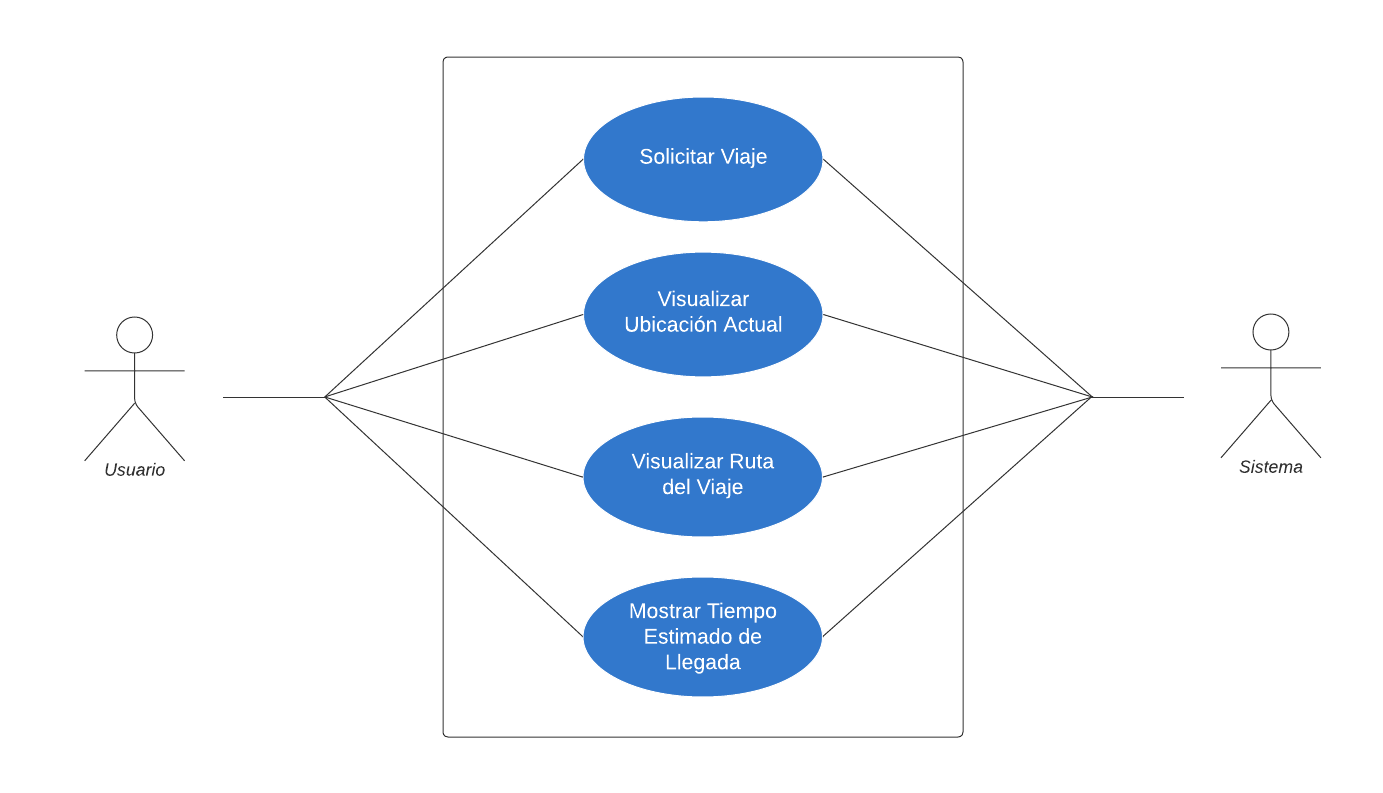 Solicitar Viaje
Visualizar
Ubicación Actual
Visualizar Ruta
del Viaje
Mostrar Tiempo
Estimado de
Llegada
Usuario
Sistema